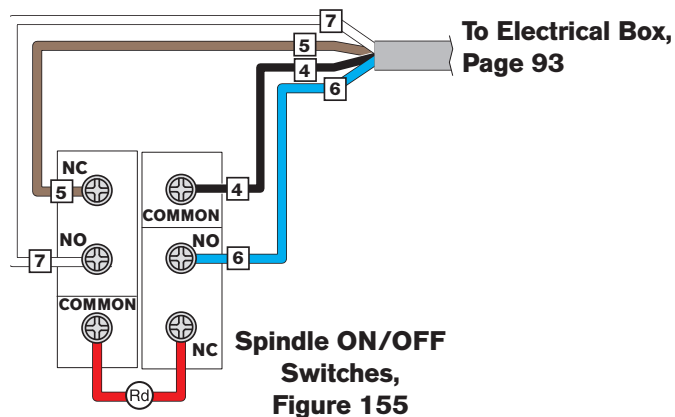 7
To Electrical Box,
Page 93
5
4
6
NC
5
4
COMMON
NO
NO
7
6
COMMON
NC
Spindle ON/OFF
Switches,
Figure 155
Rd